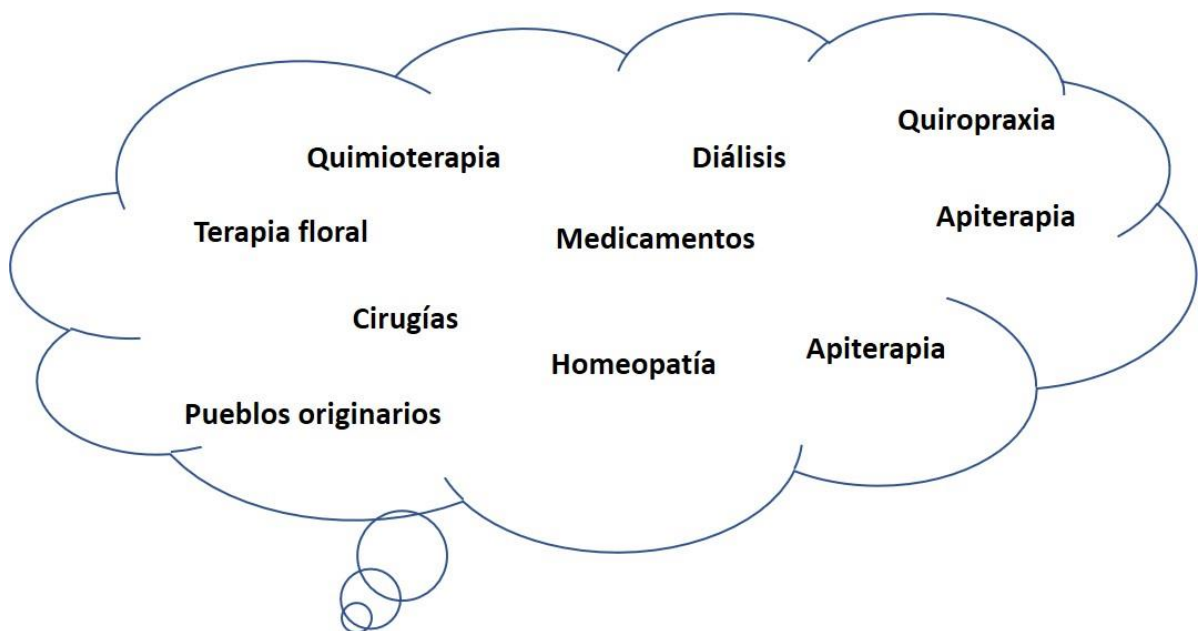 Quiropraxia
Quimioterapia
Diálisis
Apiterapia
Terapia floral
Medicamentos
Cirugías
Apiterapia
Homeopatía
Pueblos originarios